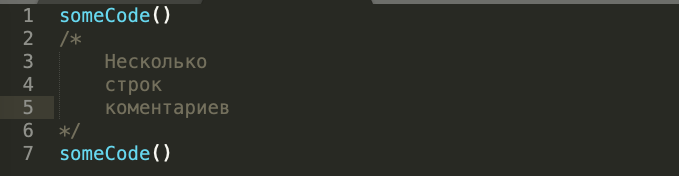 1 someCode()
2 /*
3 Несколько
4 строк
5 коментариев
6 */
7 someCode()